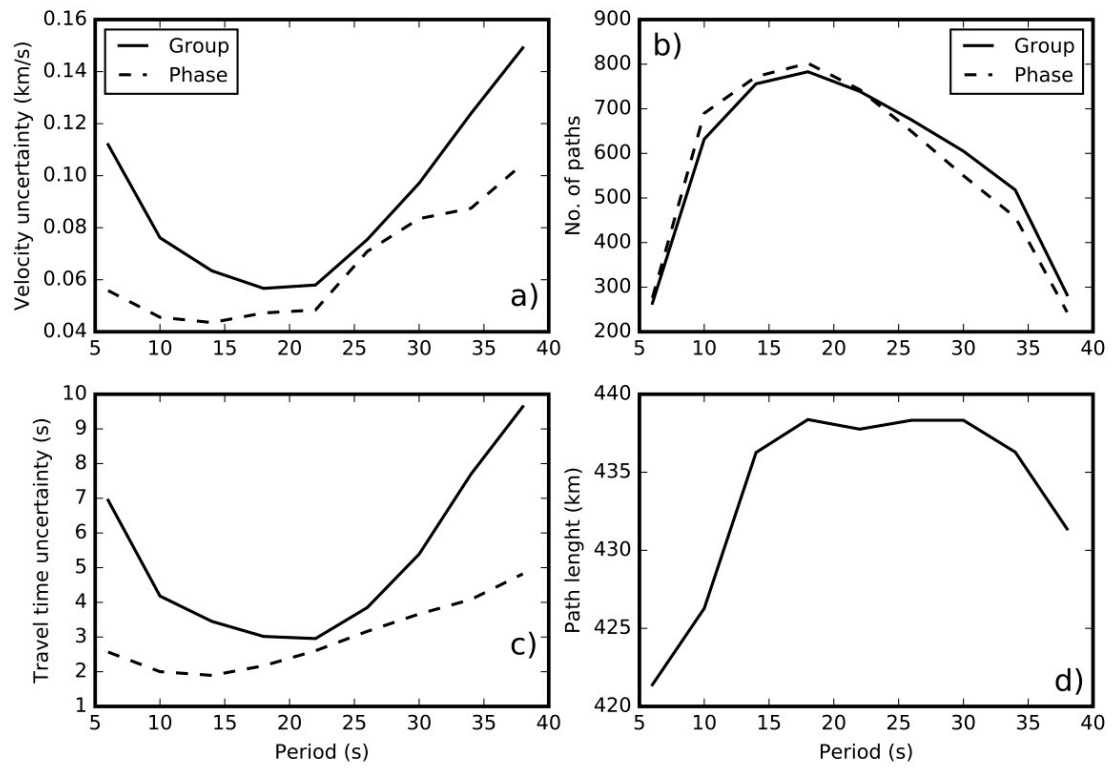 0.16
0.14
0.12
0.10
0.08
0.06
0.04
Velocity uncertainty (km/s)
Group
Phase
a)
5 10 15 20 25 30 35 40
900
800
700
600
500
400
300
200
No. of paths
b)
Group
Phase
5 10 15 20 25 30 35 40
10
9
8
7
6
5
4
3
2
1
Travel time uncertainty (s)
c)
5 10 15 20 25 30 35 40
Period (s)
440
435
430
425
420
Path lenght (km)
d)
5 10 15 20 25 30 35 40
Period (s)